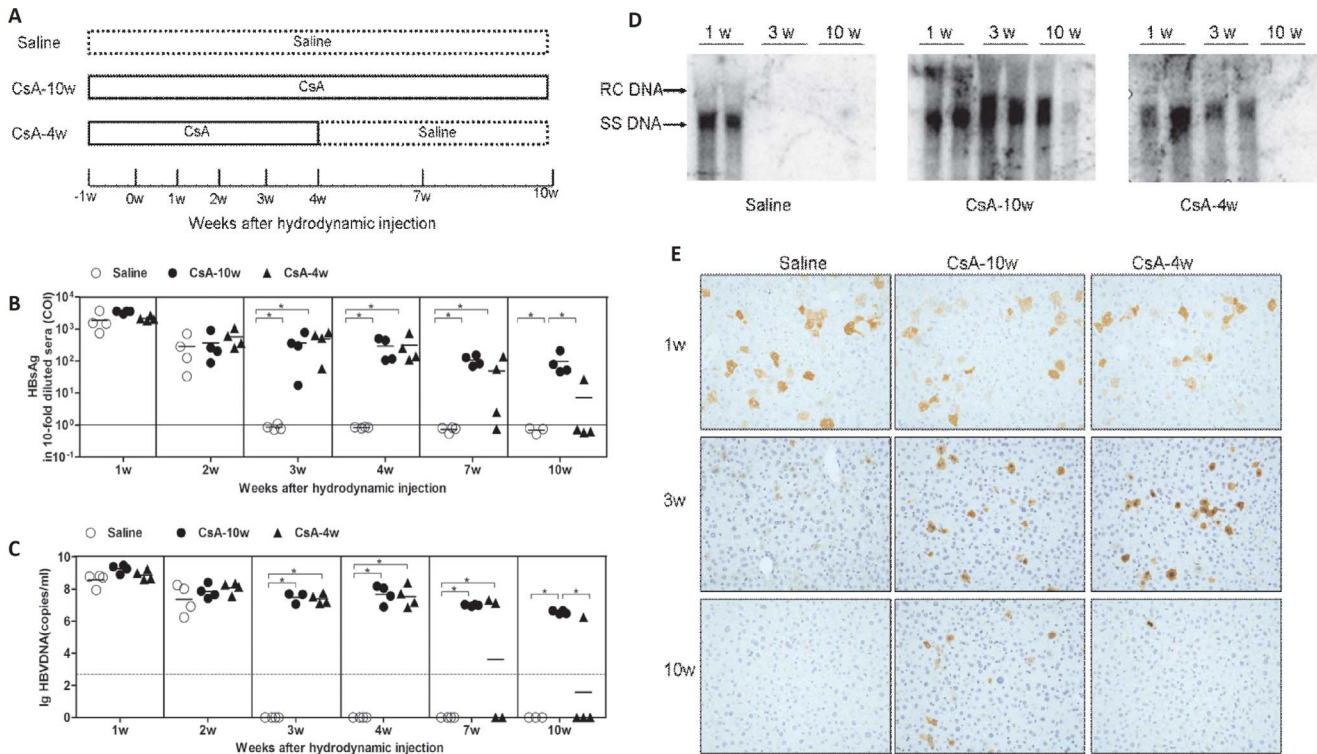 A
Saline
Saline
CsA-10w
CsA
CsA-4w
CsA
Saline
-1w 0w 1w 2w 3w 4w 7w 10w
Weeks after hydrodynamic injection
B
Saline CsA-10w CsA-4w
HBsAg
in 10-fold diluted sera (COI)
10^4
10^3
10^2
10^1
10^0
10^-1
* * * * * * * *
1w 2w 3w 4w 7w 10w
Weeks after hydrodynamic injection
C
Saline CsA-10w CsA-4w
lg HBVDNA(copies/ml)
10
8
6
4
2
0
* * * * * * * *
1w 2w 3w 4w 7w 10w
Weeks after hydrodynamic injection
D
1 w 3 w 10 w 1 w 3 w 10 w 1 w 3 w 10 w
RC DNA
SS DNA
Saline CsA-10w CsA-4w
E
Saline CsA-10w CsA-4w
1w
3w
10w